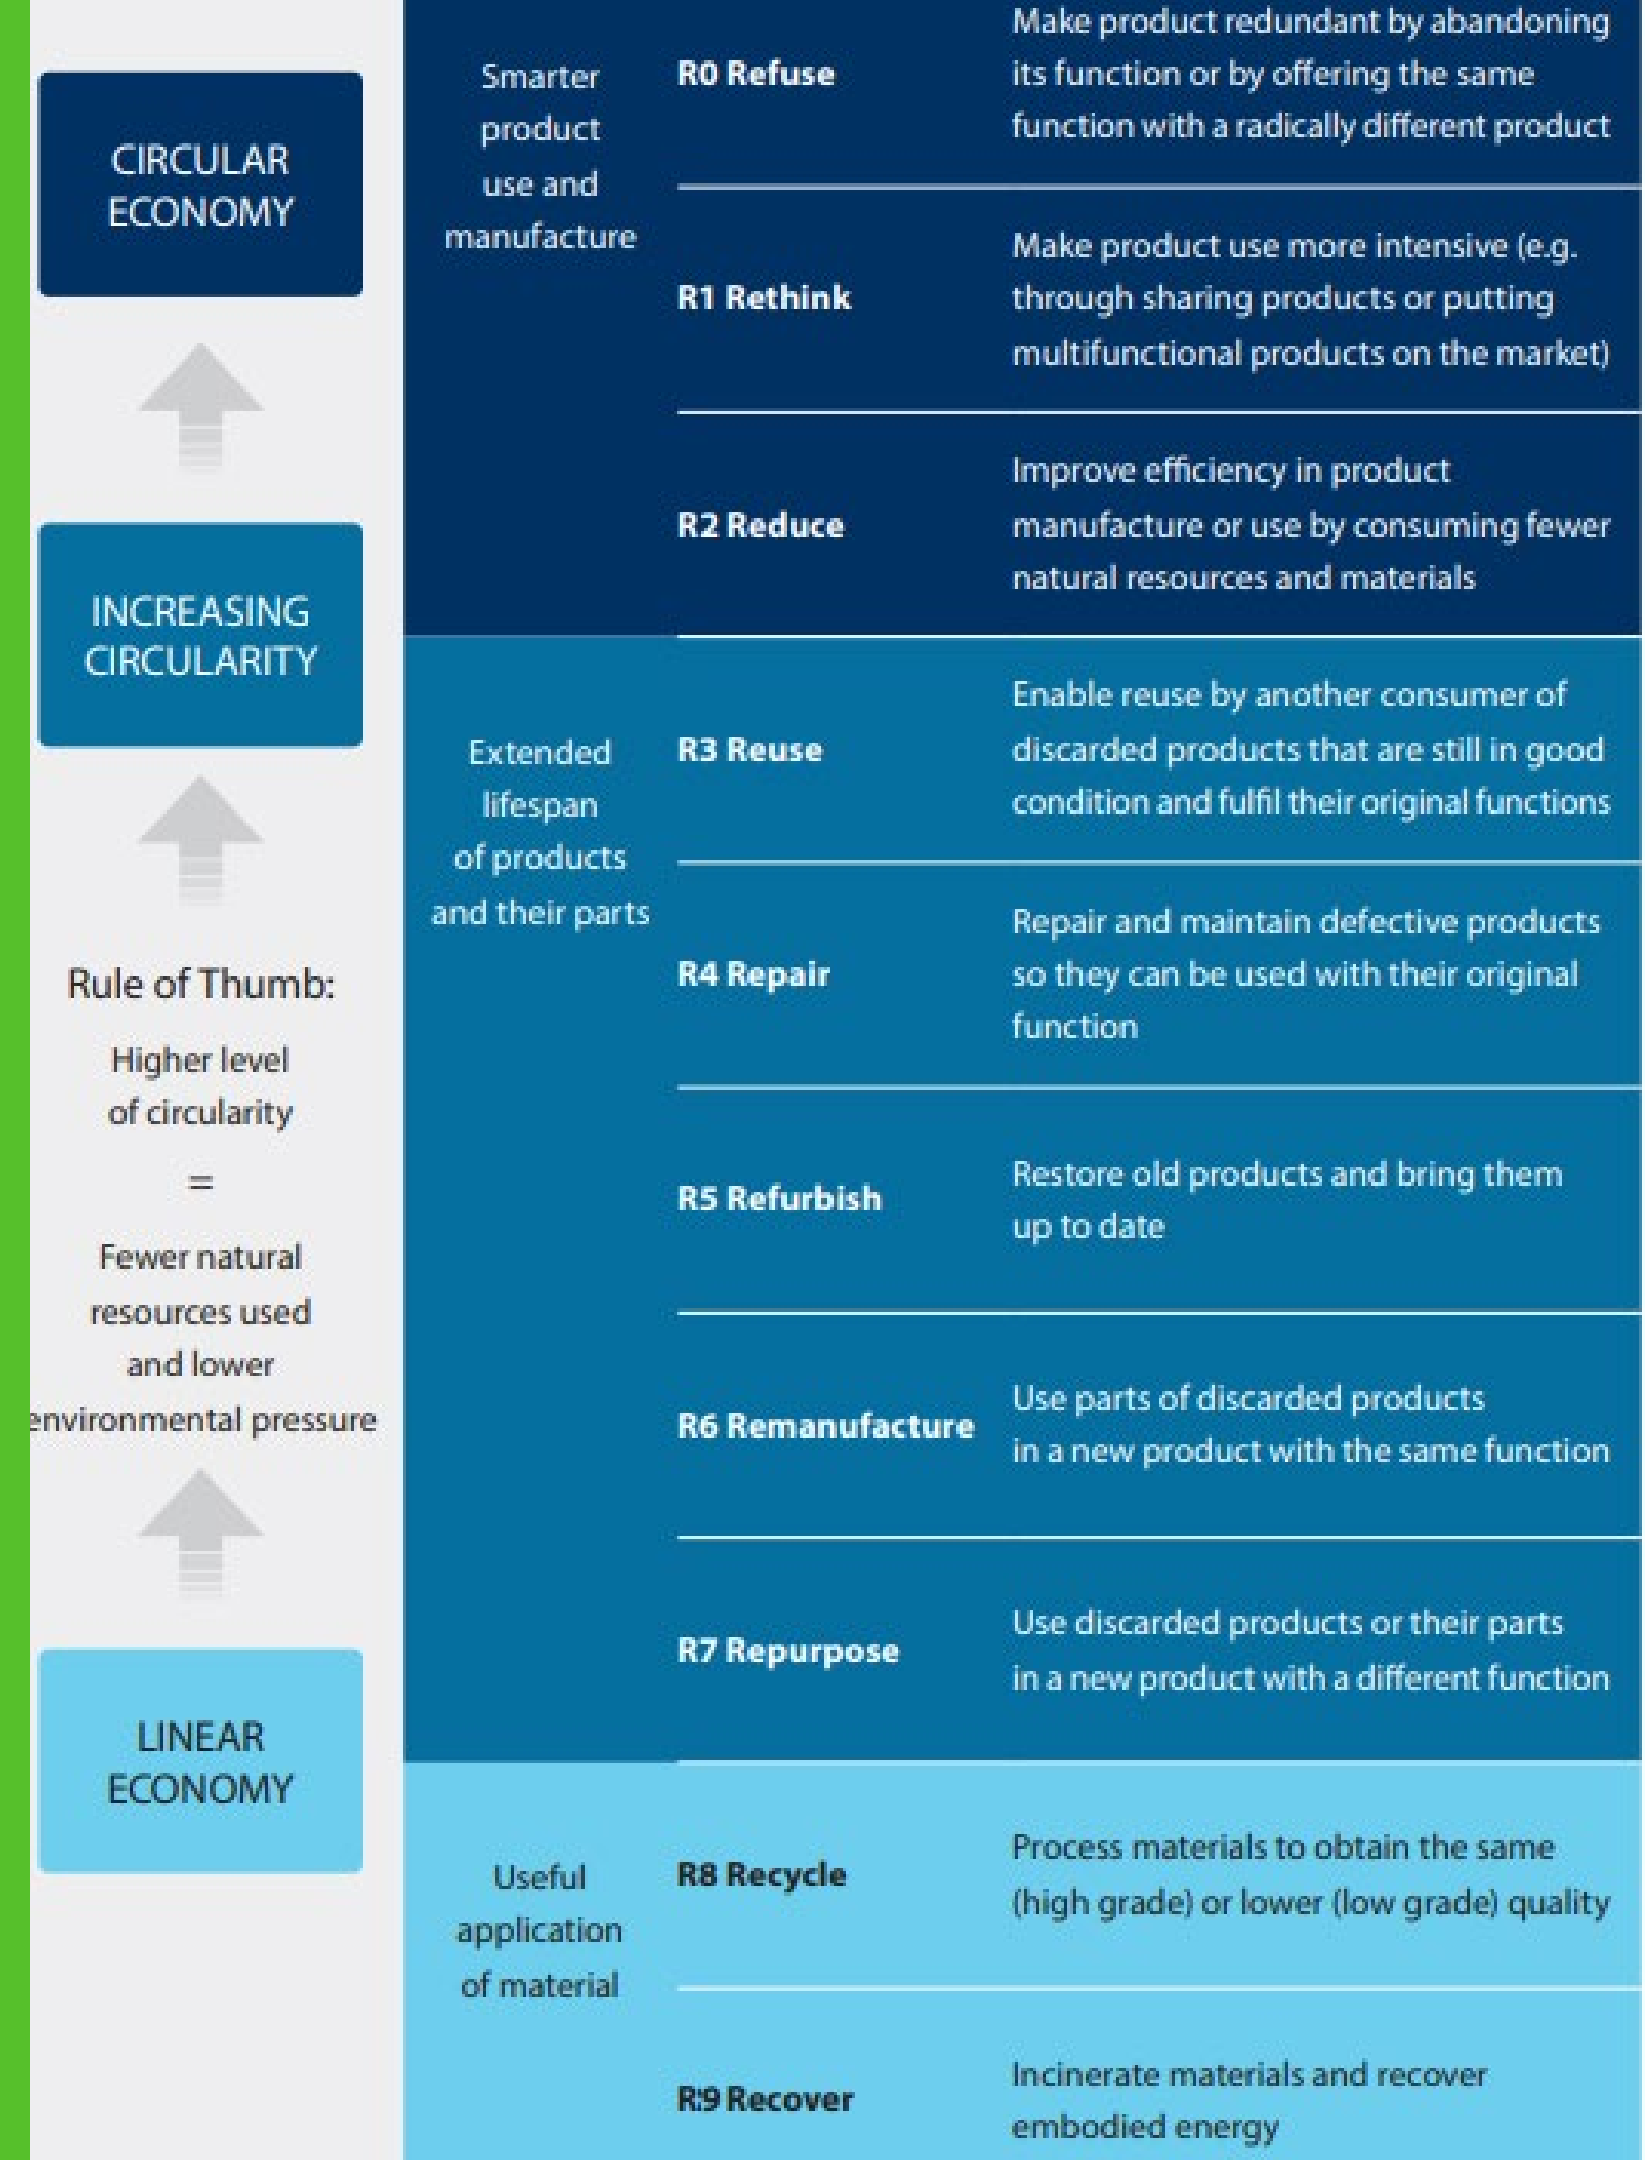 CIRCULAR
ECONOMY
INCREASING
CIRCULARITY
Rule of Thumb:
Higher level
of circularity
=
Fewer natural
resources used
and lower
environmental pressure
LINEAR
ECONOMY
Smarter
product
use and
manufacture
R0 Refuse
Make product redundant by abandoning
its function or by offering the same
function with a radically different product
R1 Rethink
Make product use more intensive (e.g.
through sharing products or putting
multifunctional products on the market)
R2 Reduce
Improve efficiency in product
manufacture or use by consuming fewer
natural resources and materials
Extended
lifespan
of products
and their parts
R3 Reuse
Enable reuse by another consumer of
discarded products that are still in good
condition and fulfil their original functions
R4 Repair
Repair and maintain defective products
so they can be used with their original
function
R5 Refurbish
Restore old products and bring them
up to date
R6 Remanufacture
Use parts of discarded products
in a new product with the same function
R7 Repurpose
Use discarded products or their parts
in a new product with a different function
Useful
application
of material
R8 Recycle
Process materials to obtain the same
(high grade) or lower (low grade) quality
R9 Recover
Incinerate materials and recover
embodied energy